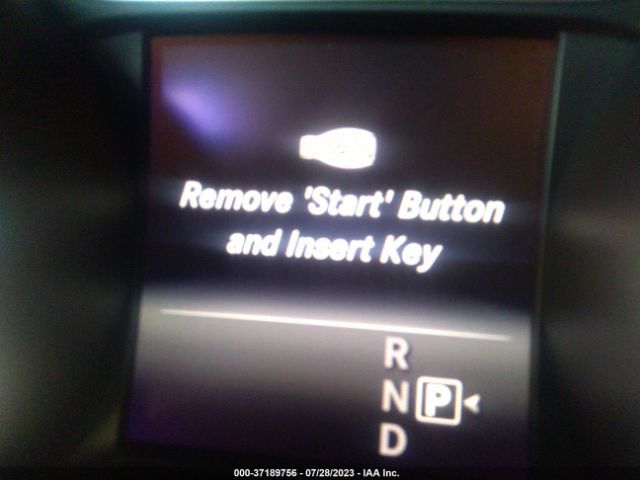 Remove 'Start' Button
and Insert Key
R
N P
D
000-37189756 - 07/28/2023 - IAA Inc.